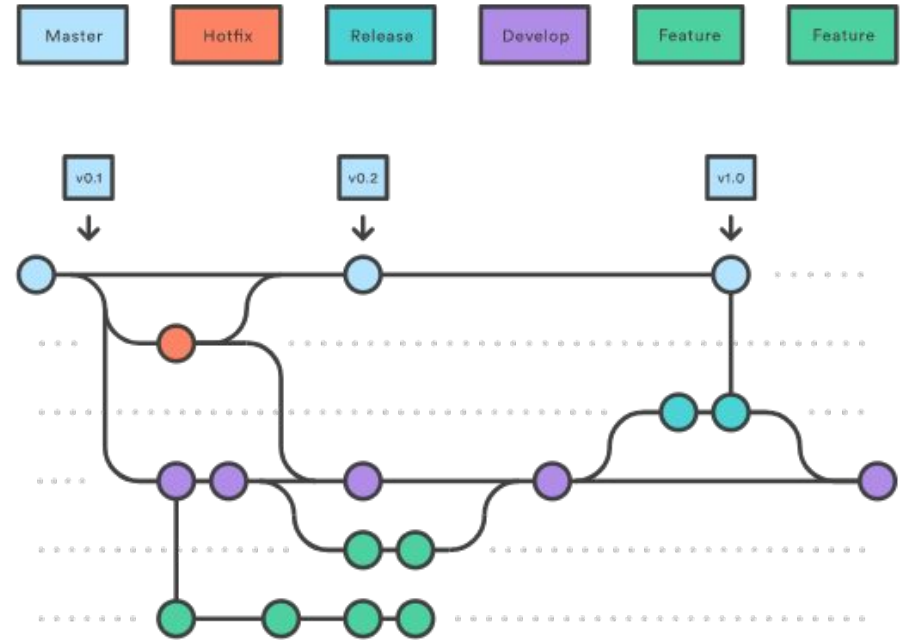 Master
Hotfix
Release
Develop
Feature
Feature
v0.1
v0.2
v1.0